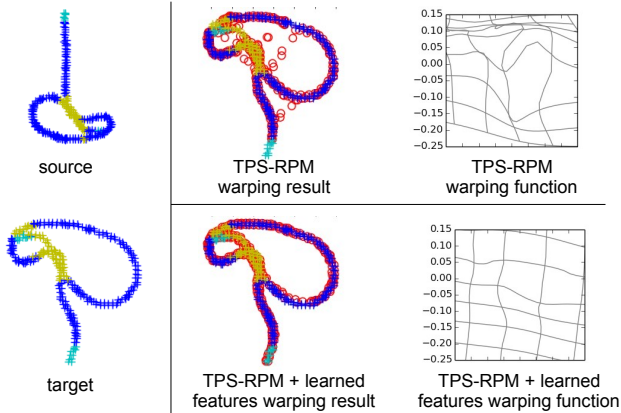 source
TPS-RPM
warping result
0.15
0.10
0.05
0.00
−0.05
−0.10
−0.15
−0.20
−0.25
TPS-RPM
warping function
target
TPS-RPM + learned
features warping result
0.15
0.10
0.05
0.00
−0.05
−0.10
−0.15
−0.20
−0.25
TPS-RPM + learned
features warping function